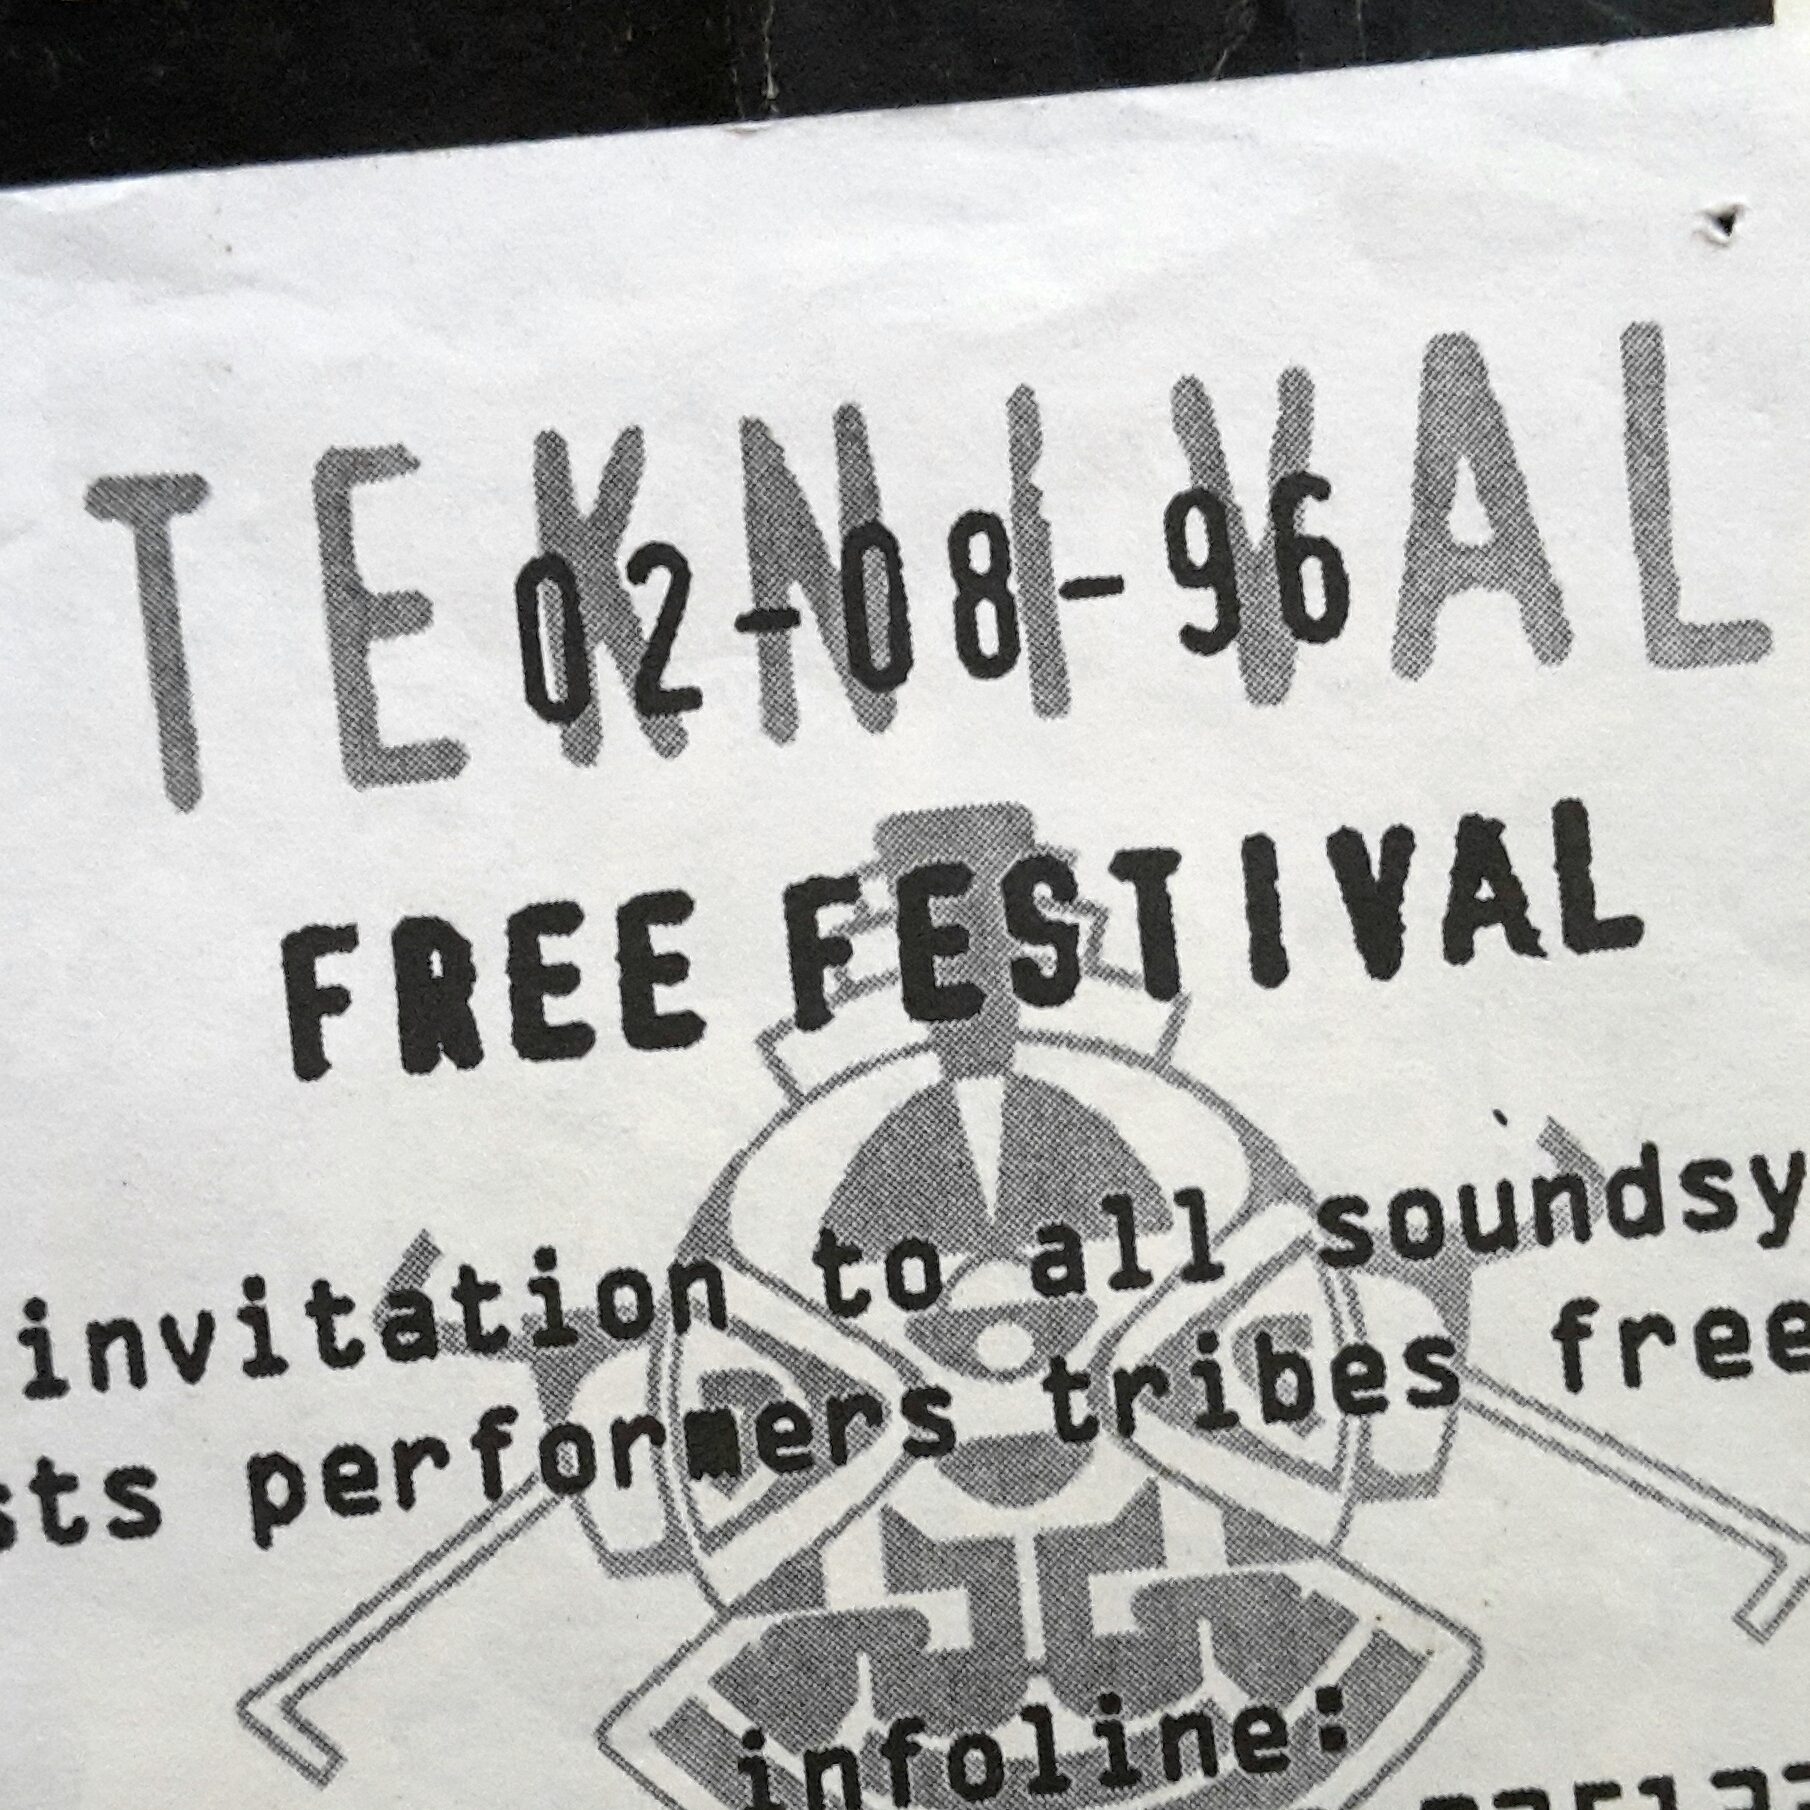 TEKNIVAL
02-08-96
FREE FESTIVAL
invitation to all soundsy
sts performers tribes free
infoline: